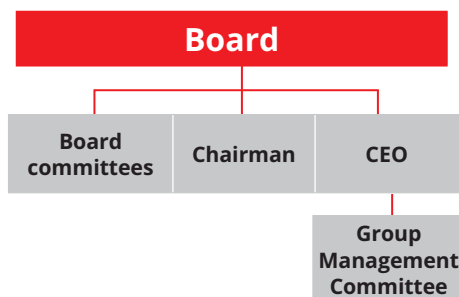 Board
Board
committees
Chairman
CEO
Group
Management
Committee